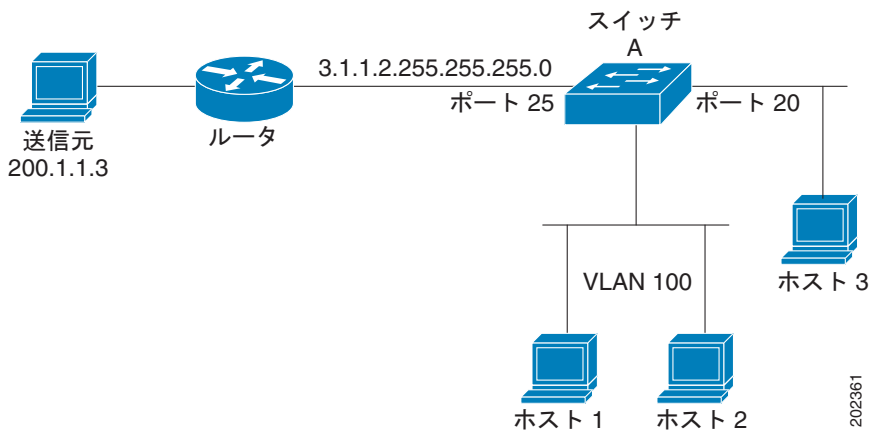 スイッチ
A
3.1.1.2.255.255.255.0
ポート 25
ポート 20
送信元
200.1.1.3
ルータ
VLAN 100
ホスト 3
ホスト 1
ホスト 2
202361